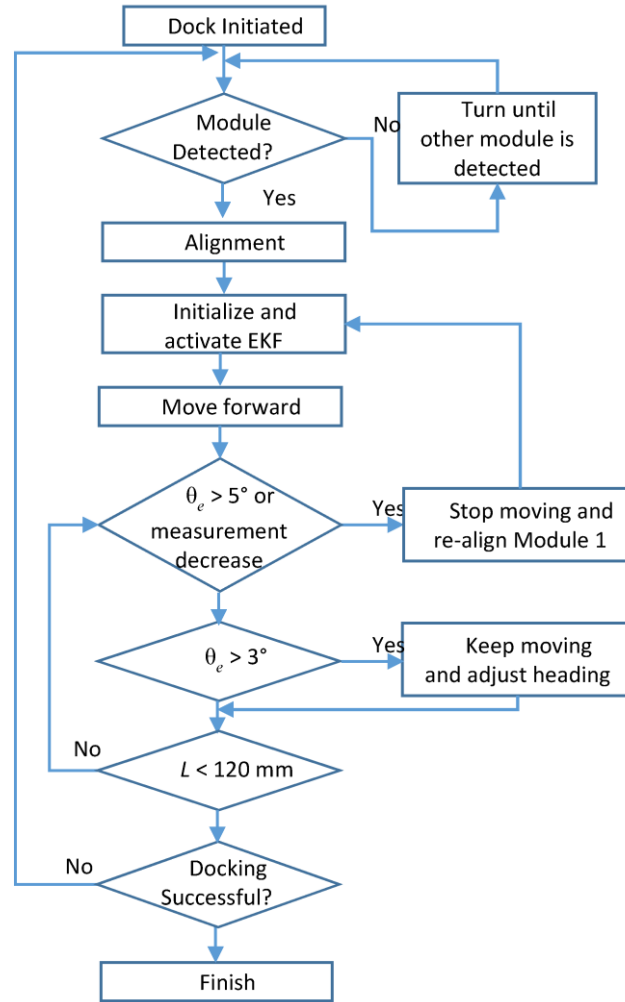 Dock Initiated
Module
Detected?
No
Turn until
other module is
detected
Yes
Alignment
Initialize and
activate EKF
Move forward
θe > 5° or
measurement
decrease
Yes
Stop moving and
re-align Module 1
θe > 3°
Yes
Keep moving
and adjust heading
No
L < 120 mm
No
Docking
Successful?
Finish